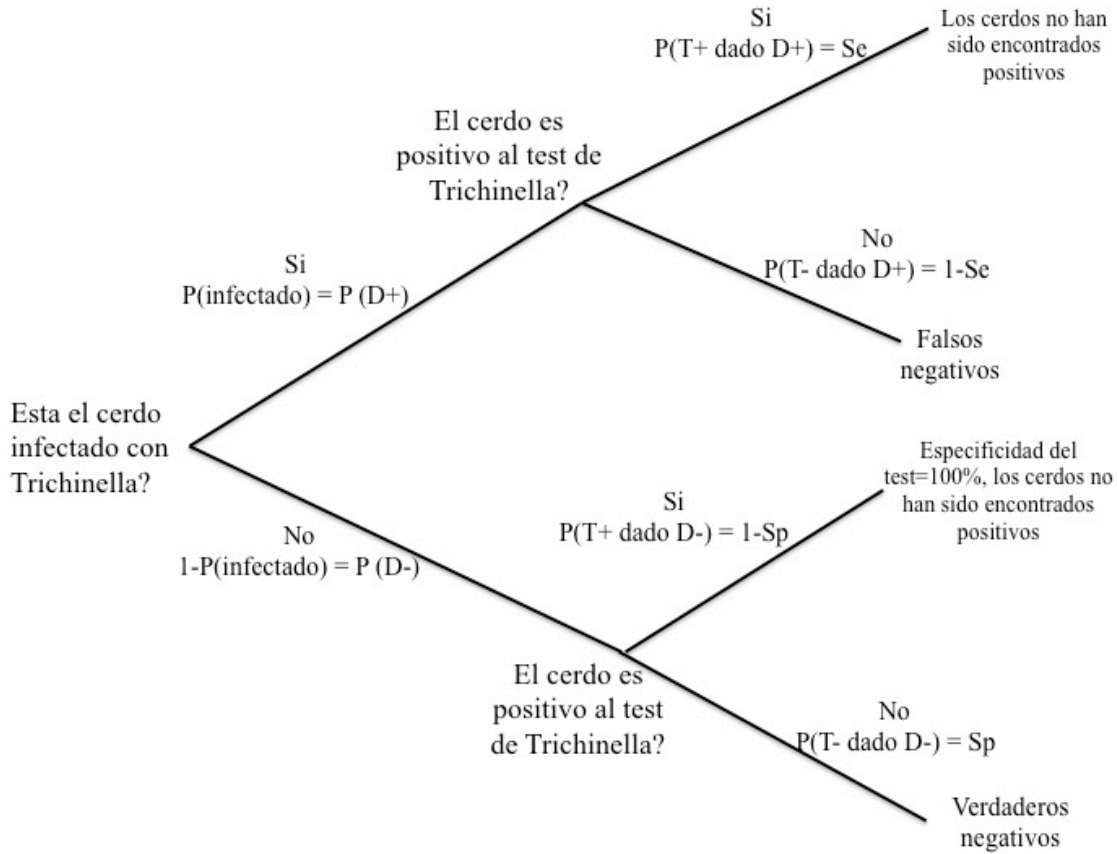 Si
P(T+ dado D+) = Se
Los cerdos no han
sido encontrados
positivos
El cerdo es
positivo al test de
Trichinella?
No
P(T- dado D+) = 1-Se
Falsos
negativos
Si
P(infectado) = P (D+)
Esta el cerdo
infectado con
Trichinella?
No
1-P(infectado) = P (D-)
Especificidad del
test=100%, los cerdos no
han sido encontrados
positivos
Si
P(T+ dado D-) = 1-Sp
El cerdo es
positivo al test
de Trichinella?
No
P(T- dado D-) = Sp
Verdaderos
negativos